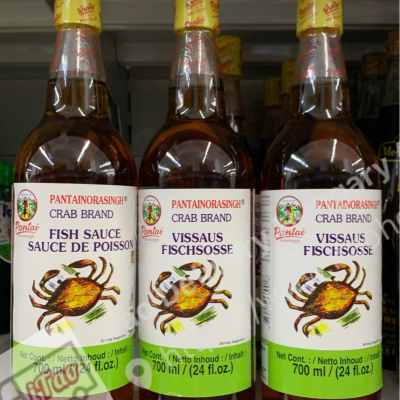 PANTAINORASINGH®
CRAB BRAND
FISH SAUCE
SAUCE DE POISSON
Pantai
Net Cont. : / Netto Inhoud : / Inhalt :
700 ml / (24 fl.oz.)
PANTAINORASINGH®
CRAB BRAND
VISSAUS
FISCHSOSSE
Pantai
Net Cont. : / Netto Inhoud : / Inhalt :
700 ml / (24 fl.oz.)
PANTAINORASINGH®
CRAB BRAND
VISSAUS
FISCHSOSSE
Pantai
Net Cont. : / Netto Inhoud : / Inhalt :
700 ml / (24 fl.oz.)